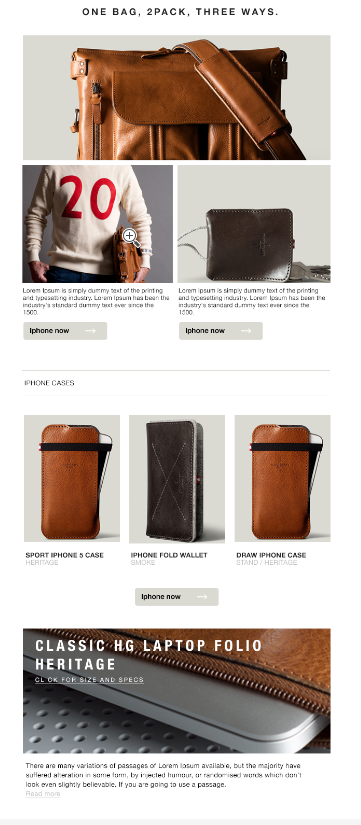 ONE BAG, 2PACK, THREE WAYS.
20
Lorem Ipsum is simply dummy text of the printing
and typesetting industry. Lorem Ipsum has been the
industry's standard dummy text ever since the
1500.
Iphone now
Lorem Ipsum is simply dummy text of the printing
and typesetting industry. Lorem Ipsum has been the
industry's standard dummy text ever since the
1500.
Iphone now
IPHONE CASES
SPORT IPHONE 5 CASE
HERITAGE
IPHONE FOLD WALLET
SMOKE
DRAW IPHONE CASE
STAND / HERITAGE
Iphone now
CLASSIC HG LAPTOP FOLIO
HERITAGE
CLICK FOR SIZE AND SPECS
There are many variations of passages of Lorem Ipsum available, but the majority have
suffered alteration in some form, by injected humour, or randomised words which don't
look even slightly believable. If you are going to use a passage.
Read more